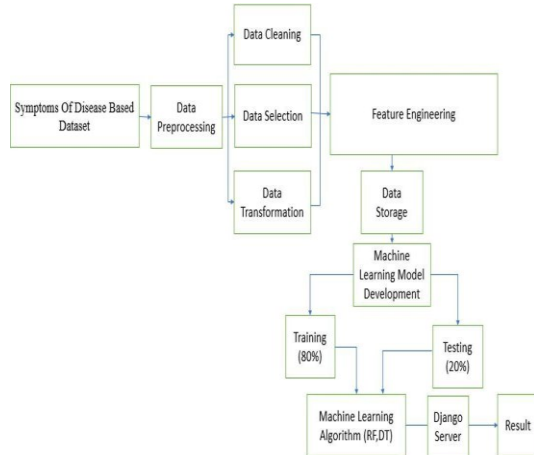 Data Cleaning
Symptoms Of Disease Based
Dataset
Data
Preprocessing
Data Selection
Feature Engineering
Data
Transformation
Data
Storage
Machine
Learning Model
Development
Training
(80%)
Testing
(20%)
Machine Learning
Algorithm (RF,DT)
Django
Server
Result